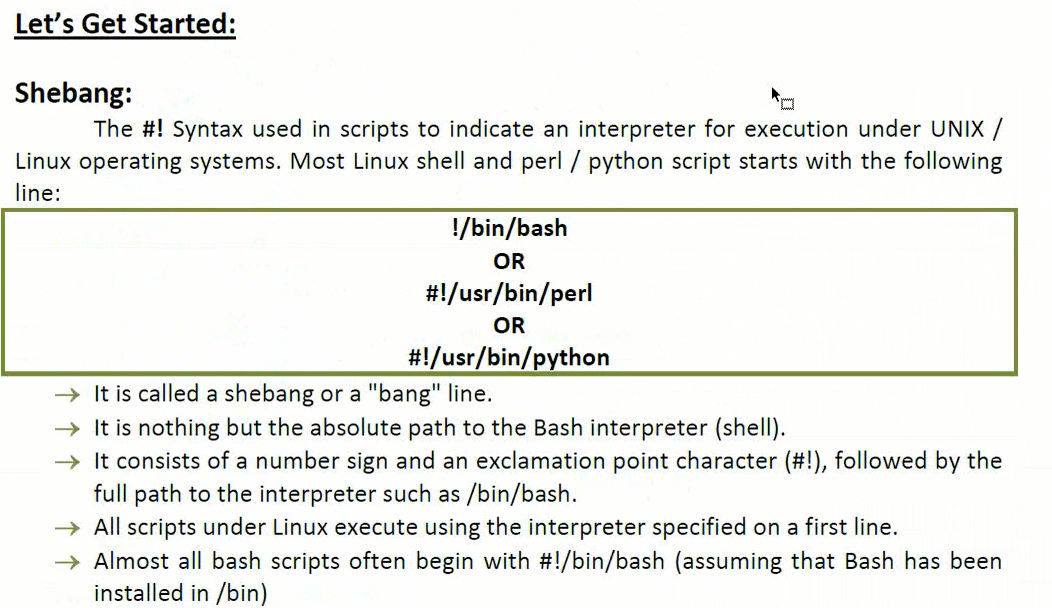 Let’s Get Started:
Shebang:
The #! Syntax used in scripts to indicate an interpreter for execution under UNIX /
Linux operating systems. Most Linux shell and perl / python script starts with the following
line:
!/bin/bash
OR
#!/usr/bin/perl
OR
#!/usr/bin/python
→ It is called a shebang or a "bang" line.
→ It is nothing but the absolute path to the Bash interpreter (shell).
→ It consists of a number sign and an exclamation point character (#!), followed by the
full path to the interpreter such as /bin/bash.
→ All scripts under Linux execute using the interpreter specified on a first line.
→ Almost all bash scripts often begin with #!/bin/bash (assuming that Bash has been
installed in /bin)